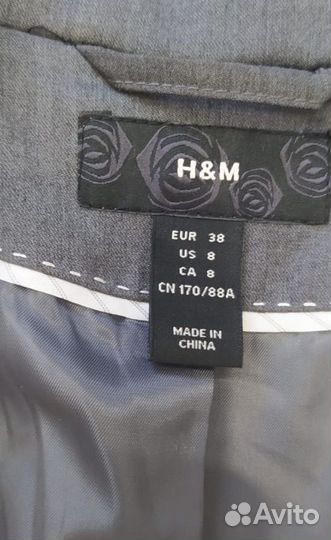 H&M
EUR 38
US 8
CA 8
CN 170/88A
MADE IN
CHINA
Avito